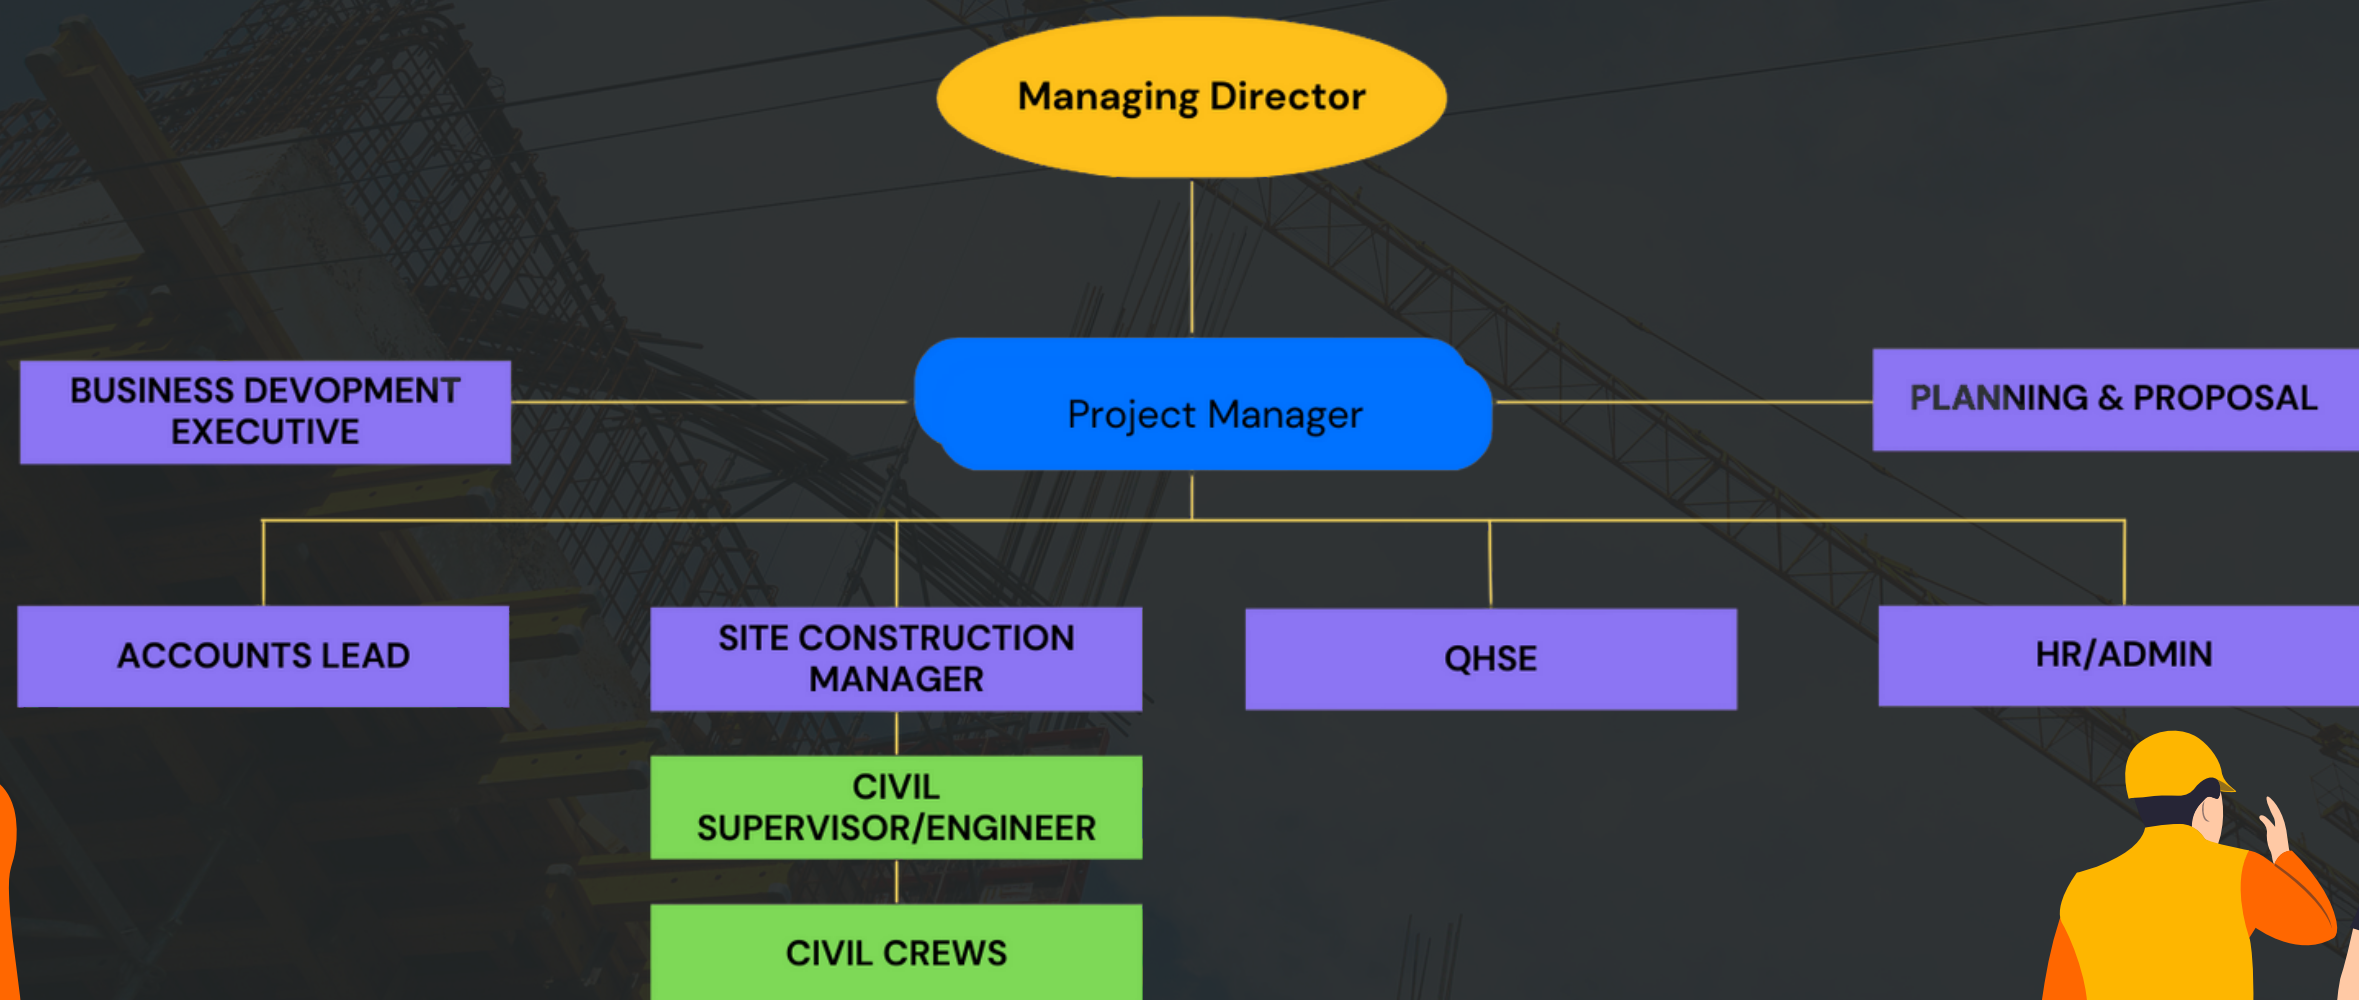 Managing Director
BUSINESS DEVOPMENT
EXECUTIVE
Project Manager
PLANNING & PROPOSAL
ACCOUNTS LEAD
SITE CONSTRUCTION
MANAGER
QHSE
HR/ADMIN
CIVIL
SUPERVISOR/ENGINEER
CIVIL CREWS